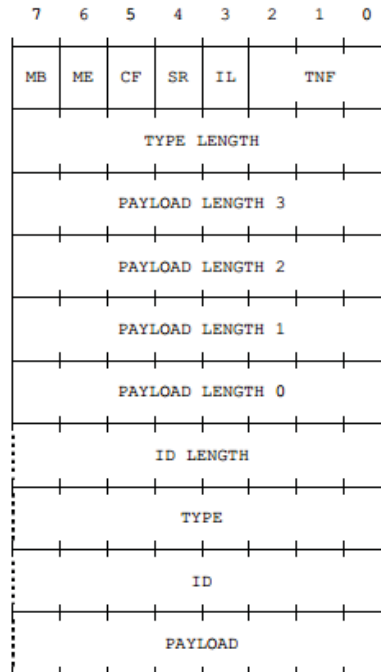 7 6 5 4 3 2 1 0
MB ME CF SR IL TNF
TYPE LENGTH
PAYLOAD LENGTH 3
PAYLOAD LENGTH 2
PAYLOAD LENGTH 1
PAYLOAD LENGTH 0
ID LENGTH
TYPE
ID
PAYLOAD